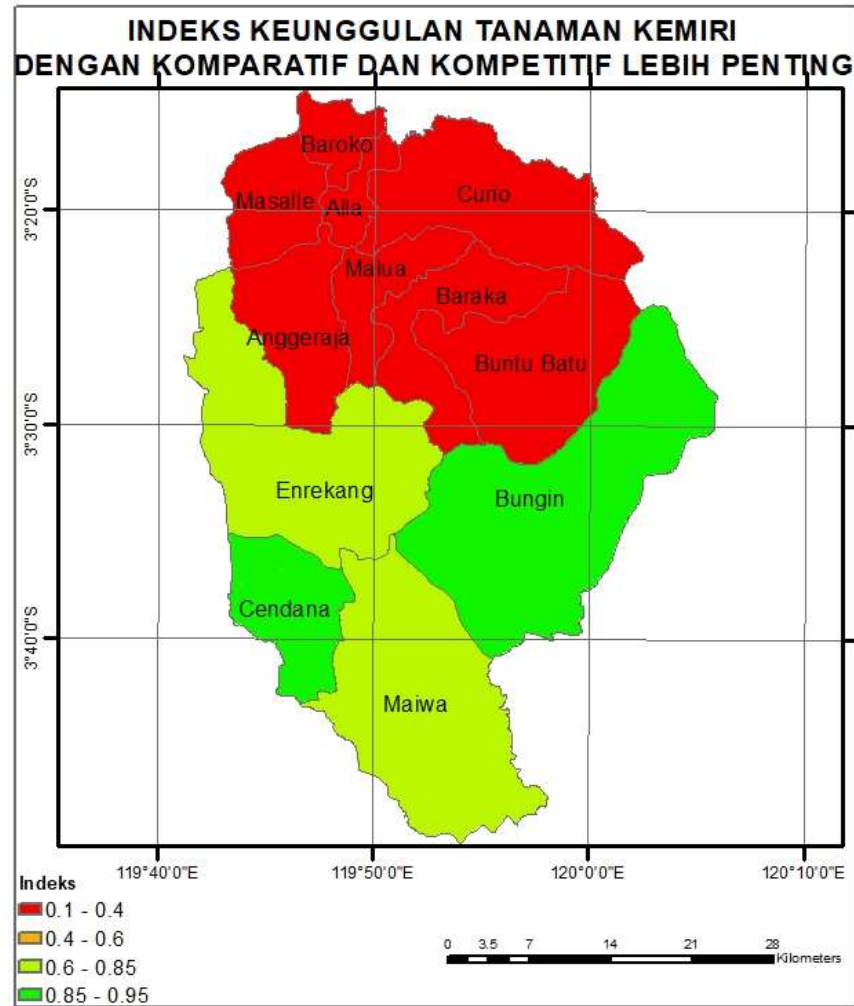 INDEKS KEUNGGULAN TANAMAN KEMIRI
DENGAN KOMPARATIF DAN KOMPETITIF LEBIH PENTING
Baroko
Masalle
Alla
Curio
3°20'0"S
Malua
Baraka
Anggeraja
Buntu Batu
3°30'0"S
Enrekang
Bungin
Cendana
3°40'0"S
Maiwa
119°40'0"E 119°50'0"E 120°0'0"E 120°10'0"E
Indeks
0.1 - 0.4
0.4 - 0.6
0.6 - 0.85
0.85 - 0.95
0 3.5 7 14 21 28
Kilometers